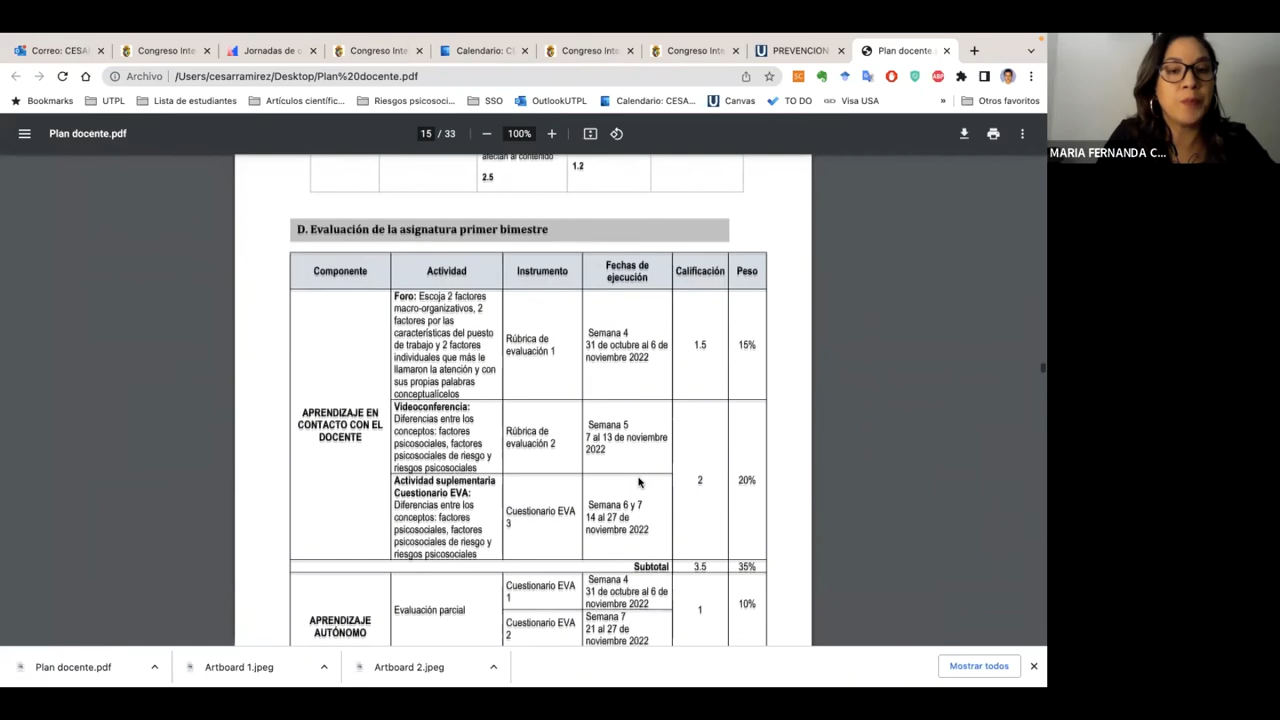 Correo: CESA
Congreso Inte
Jornadas de c
Congreso Inte
Calendario: C
Congreso Inte
Congreso Inte
PREVENCION
Plan docente.
Archivo
/Users/cesarramirez/Desktop/Plan%20docente.pdf
Bookmarks
UTPL
Lista de estudiantes
Artículos científic...
Riesgos psicosoci...
SSO
OutlookUTPL
Calendario: CESA...
Canvas
TO DO
Visa USA
»
Otros favoritos
Plan docente.pdf
15 / 33
100%
afectan al contenido
2.5
1.2
D. Evaluación de la asignatura primer bimestre
Componente
Actividad
Instrumento
Fechas de
ejecución
Calificación
Peso
APRENDIZAJE EN
CONTACTO CON EL
DOCENTE
Foro: Escoja 2 factores
macro-organizativos, 2
factores por las
características del puesto
de trabajo y 2 factores
individuales que más le
llamaron la atención y con
sus propias palabras
conceptualícelos
Rúbrica de
evaluación 1
Semana 4
31 de octubre al 6 de
noviembre 2022
1.5
15%
Videoconferencia:
Diferencias entre los
conceptos: factores
psicosociales, factores
psicosociales de riesgo y
riesgos psicosociales
Rúbrica de
evaluación 2
Semana 5
7 al 13 de noviembre
2022
2
20%
Actividad suplementaria
Cuestionario EVA:
Diferencias entre los
conceptos: factores
psicosociales, factores
psicosociales de riesgo y
riesgos psicosociales
Cuestionario EVA
3
Semana 6 y 7
14 al 27 de
noviembre 2022
Subtotal
3.5
35%
APRENDIZAJE
AUTÓNOMO
Evaluación parcial
Cuestionario EVA
1
Semana 4
31 de octubre al 6 de
noviembre 2022
Cuestionario EVA
2
Semana 7
21 al 27 de
noviembre 2022
1
10%
Plan docente.pdf
Artboard 1.jpeg
Artboard 2.jpeg
Mostrar todos
MARIA FERNANDA C...